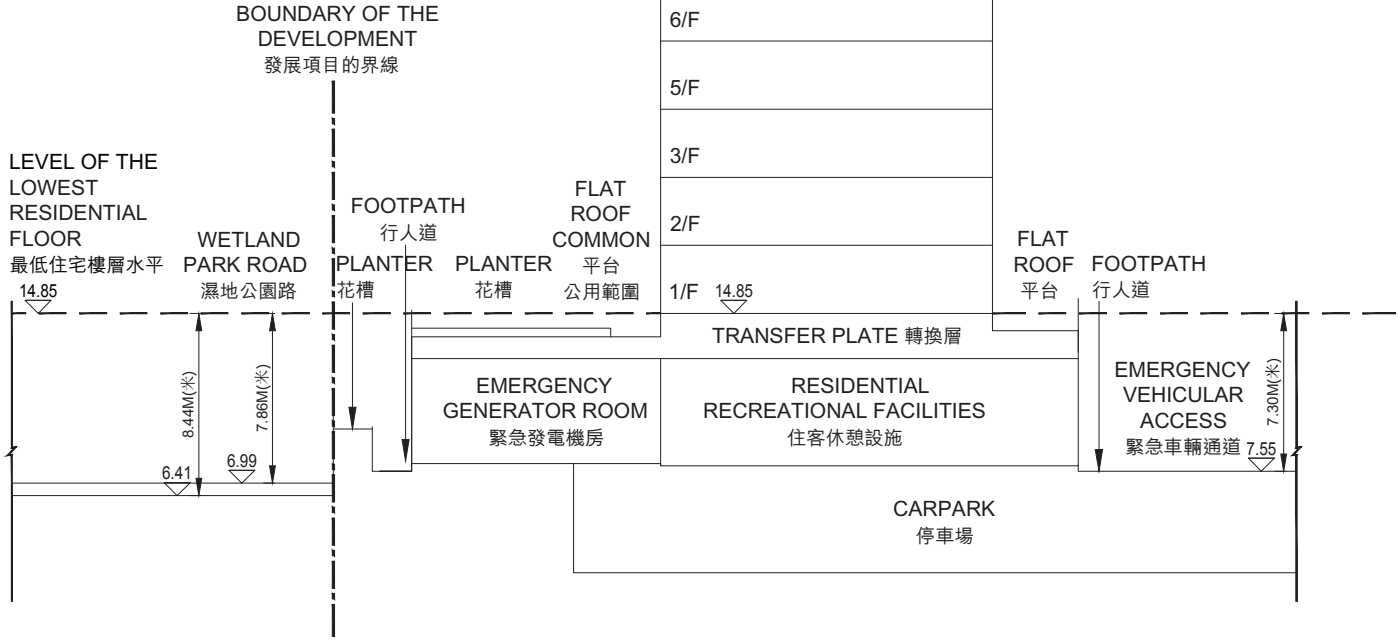 BOUNDARY OF THE
DEVELOPMENT
發展項目的界線
6/F
5/F
3/F
2/F
1/F
14.85
LEVEL OF THE
LOWEST
RESIDENTIAL
FLOOR
最低住宅樓層水平
14.85
WETLAND
PARK ROAD
濕地公園路
FOOTPATH
行人道
PLANTER
花槽
PLANTER
花槽
FLAT
ROOF
COMMON
平台
公用範圍
FLAT
ROOF
平台
FOOTPATH
行人道
TRANSFER PLATE 轉換層
8.44M(米)
7.86M(米)
6.41
6.99
EMERGENCY
GENERATOR ROOM
緊急發電機房
RESIDENTIAL
RECREATIONAL FACILITIES
住客休憩設施
EMERGENCY
VEHICULAR
ACCESS
緊急車輛通道
7.55
7.30M(米)
CARPARK
停車場